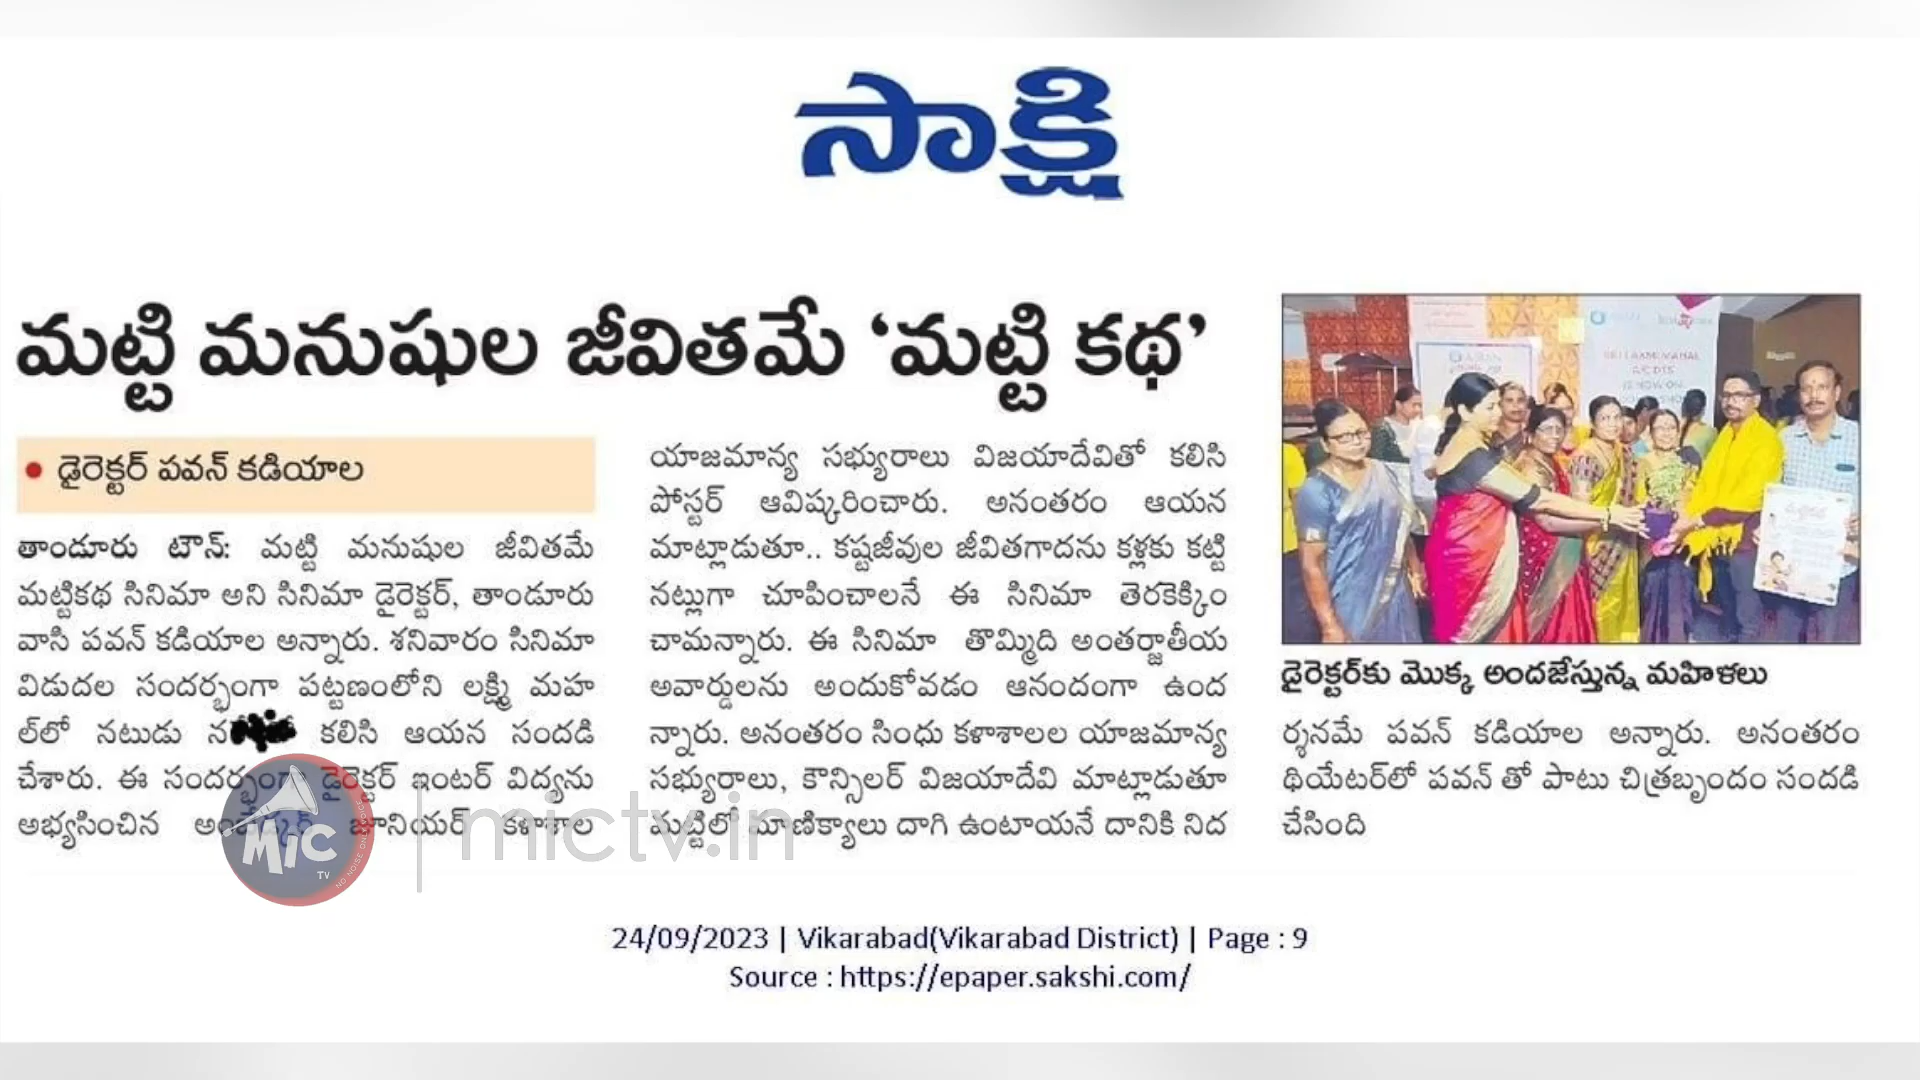 సాక్షి
మట్టి మనుషుల జీవితమే ‘మట్టి కథ’
• డైరెక్టర్ పవన్ కడియాల
తాండూరు టౌన్: మట్టి మనుషుల జీవితమే
మట్టికథ సినిమా అని సినిమా డైరెక్టర్, తాండూరు
వాసి పవన్ కడియాల అన్నారు. శనివారం సినిమా
విడుదల సందర్భంగా పట్టణంలోని లక్ష్మి మహ
ల్‌లో నటుడు కలిసి ఆయన సందడి
చేశారు. ఈ సందర్భంగా డైరెక్టర్ ఇంటర్ విద్యను
అభ్యసించిన జూనియర్ కళాశాల
యాజమాన్య సభ్యురాలు విజయాదేవితో కలిసి
పోస్టర్ ఆవిష్కరించారు. అనంతరం ఆయన
మాట్లాడుతూ.. కష్టజీవుల జీవితగాదను కళ్లకు కట్టి
నట్లుగా చూపించాలనే ఈ సినిమా తెరకెక్కిం
చామన్నారు. ఈ సినిమా తొమ్మిది అంతర్జాతీయ
అవార్డులను అందుకోవడం ఆనందంగా ఉంద
న్నారు. అనంతరం సింధు కళాశాలల యాజమాన్య
సభ్యురాలు, కౌన్సిలర్ విజయాదేవి మాట్లాడుతూ
మట్టిలో మాణిక్యాలు దాగి ఉంటాయనే దానికి నిద
డైరెక్టర్‌కు మొక్క అందజేస్తున్న మహిళలు
ర్శనమే పవన్ కడియాల అన్నారు. అనంతరం
థియేటర్‌లో పవన్ తో పాటు చిత్రబృందం సందడి
చేసింది
MiC TV
mictv.in
24/09/2023 | Vikarabad(Vikarabad District) | Page : 9
Source : https://epaper.sakshi.com/